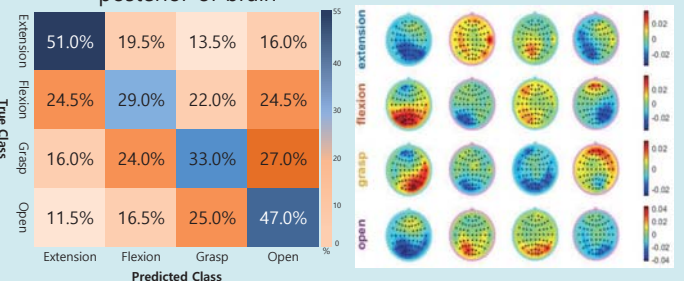 posterior of brain
Extension 51.0% 19.5% 13.5% 16.0%
Flexion 24.5% 29.0% 22.0% 24.5%
Grasp 16.0% 24.0% 33.0% 27.0%
Open 11.5% 16.5% 25.0% 47.0%
True Class
Extension Flexion Grasp Open
Predicted Class
55
40
30
20
10
0
%
extension
0.02
0
-0.02
flexion
0.02
0
-0.02
grasp
0.02
0
-0.02
open
0.04
0.02
0
-0.02
-0.04